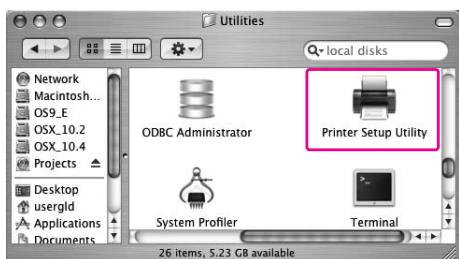 Utilities
local disks
Network
Macintosh...
OS9_E
OSX_10.2
OSX_10.4
Projects
Desktop
usergld
Applications
Documents
ODBC Administrator
Printer Setup Utility
System Profiler
Terminal
26 items, 5.23 GB available